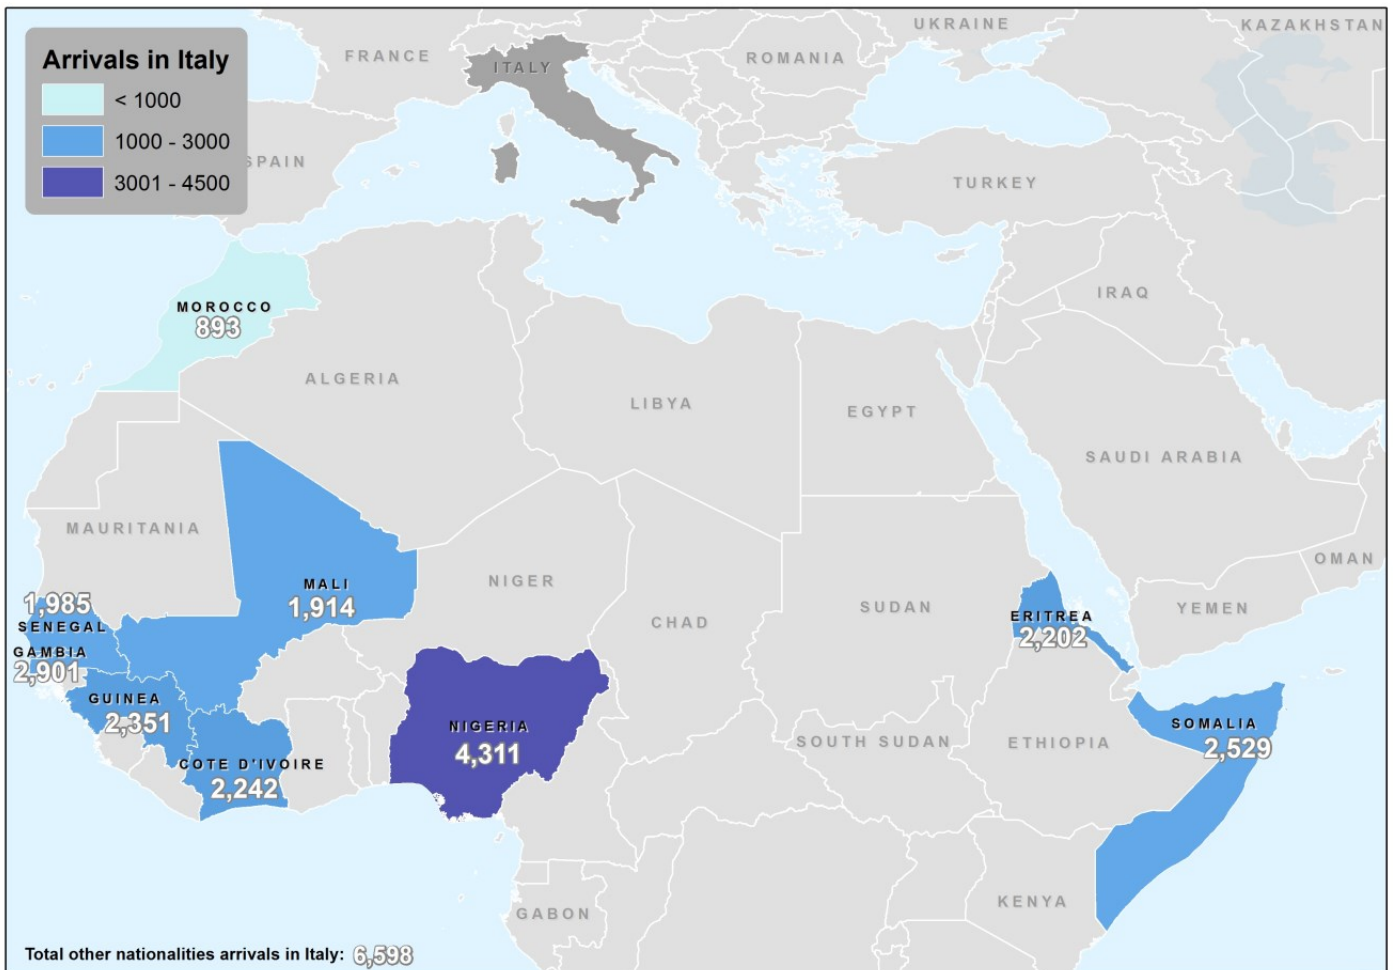 UKRAINE
KAZAKHSTAN
FRANCE
ROMANIA
ITALY
Arrivals in Italy
< 1000
1000 - 3000
3001 - 4500
SPAIN
TURKEY
IRAQ
MOROCCO
893
ALGERIA
LIBYA
EGYPT
SAUDI ARABIA
MAURITANIA
OMAN
NIGER
MALI
1,914
SUDAN
YEMEN
1,985
SENEGAL
ERITREA
2,202
CHAD
GAMBIA
2,901
GUINEA
2,351
NIGERIA
4,311
SOMALIA
2,529
SOUTH SUDAN
ETHIOPIA
COTE D'IVOIRE
2,242
KENYA
GABON
Total other nationalities arrivals in Italy: 6,598